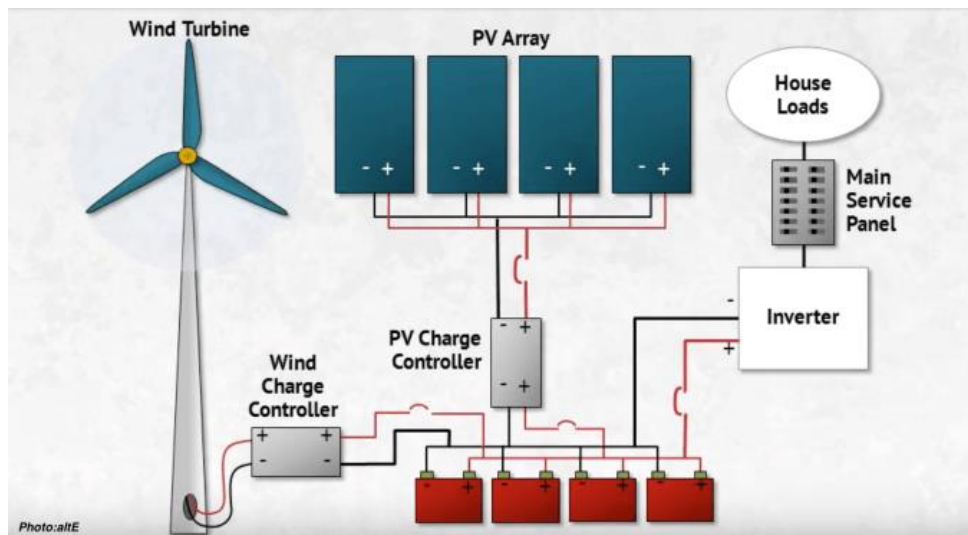 Wind Turbine
PV Array
- +
- +
- +
- +
House
Loads
Main
Service
Panel
Inverter
-
+
PV Charge
Controller
- +
- +
Wind
Charge
Controller
+ +
- -
- +
- +
- +
- +
Photo:altE